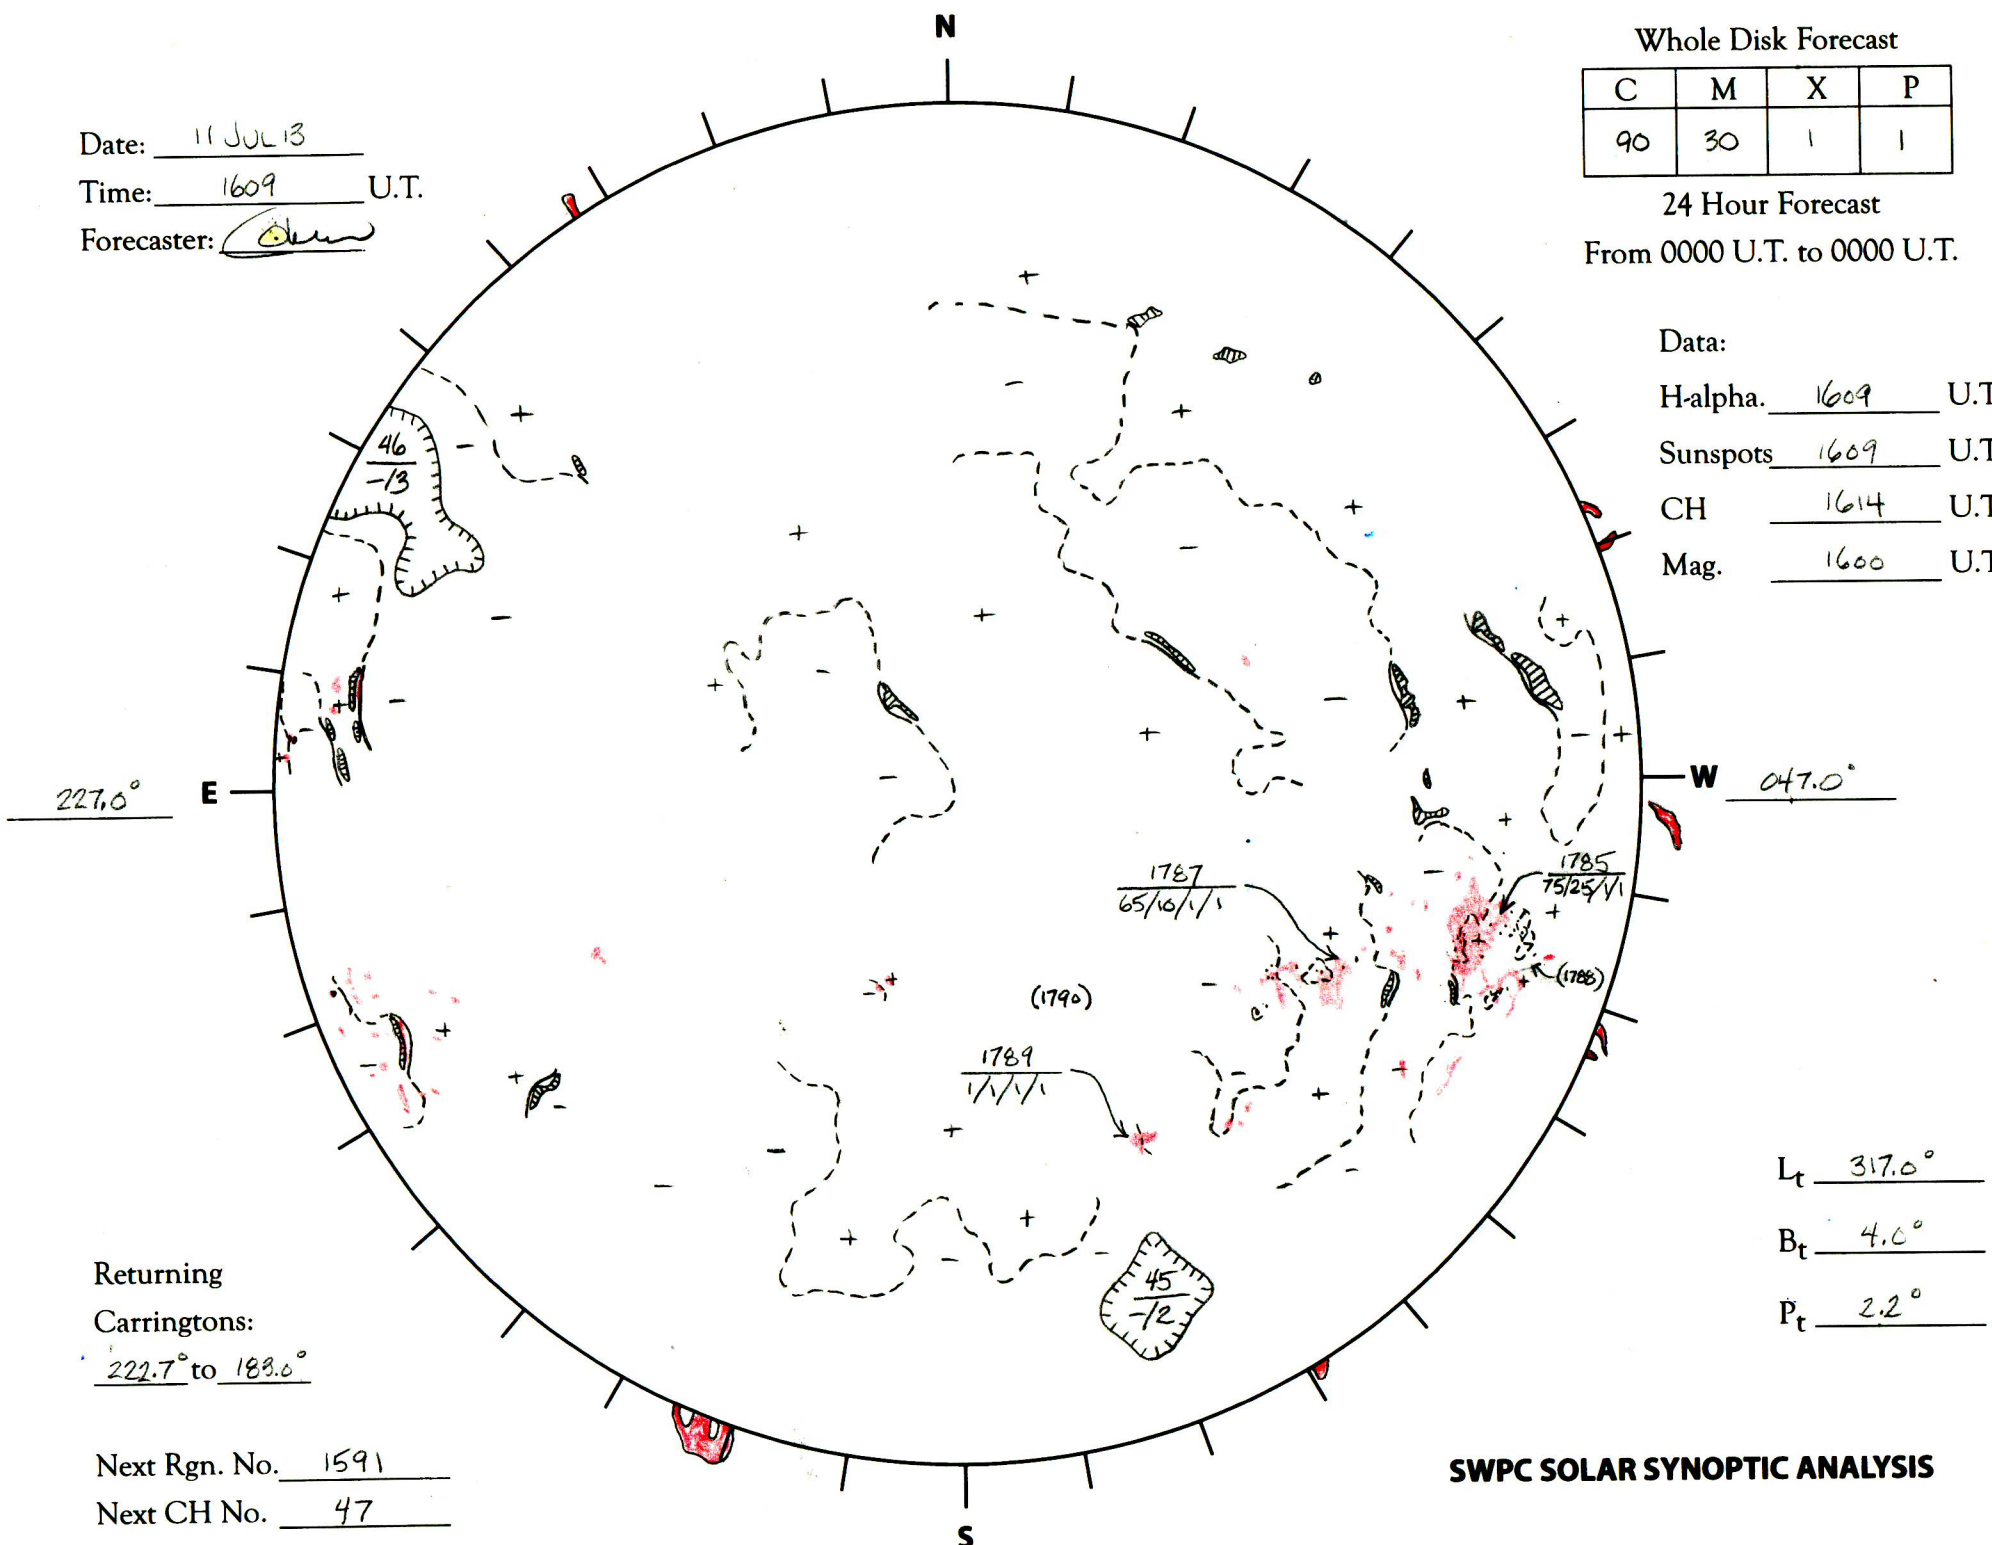 N
Whole Disk Forecast
C M X P
90 30 1 1
24 Hour Forecast
From 0000 U.T. to 0000 U.T.
Date: 11 JUL 13
Time: 1609 U.T.
Forecaster:
Data:
H-alpha. 1609 U.T
Sunspots 1609 U.T
CH 1614 U.T
Mag. 1600 U.T
46
-/3
227.0° E
W 047.0°
1787
65/10/1/1
1785
75/25/1/1
(1788)
(1790)
1789
1/1/1/1
45
-/2
Lt 317.0°
Bt 4.0°
Pt 2.2°
Returning
Carringtons:
222.7° to 183.0°
Next Rgn. No. 1591
Next CH No. 47
SWPC SOLAR SYNOPTIC ANALYSIS
S